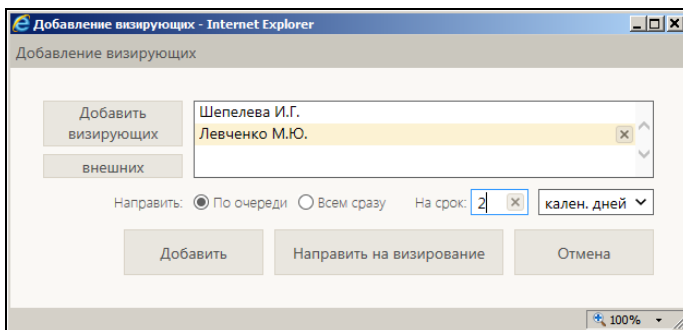 Добавление визирующих - Internet Explorer
Добавление визирующих
Добавить
визирующих
внешних
Шепелева И.Г.
Левченко М.Ю.
Направить: По очереди Всем сразу На срок: 2 кален. дней
Добавить Направить на визирование Отмена
100%